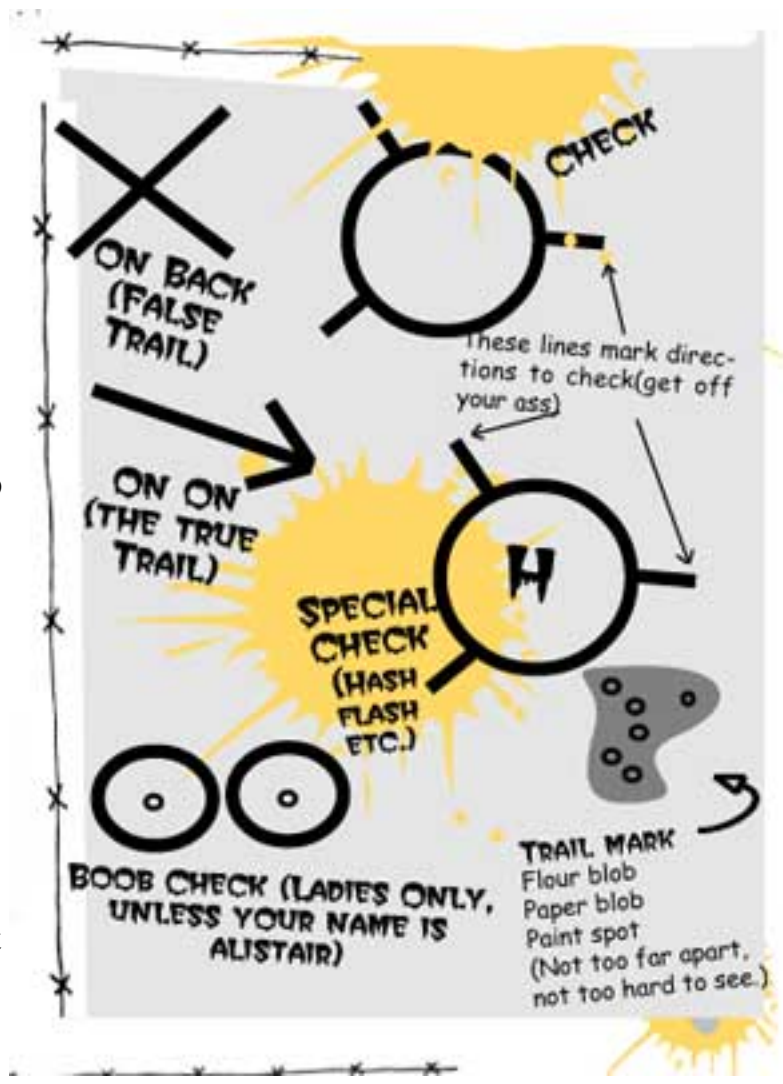 CHECK
ON BACK
(FALSE
TRAIL)
These lines mark direc-
tions to check(get off
your ass)
ON ON
(THE TRUE
TRAIL)
H
SPECIAL
CHECK
(HASH
FLASH
ETC.)
BOOB CHECK (LADIES ONLY,
UNLESS YOUR NAME IS
ALISTAIR)
TRAIL MARK
Flour blob
Paper blob
Paint spot
(Not too far apart,
not too hard to see.)